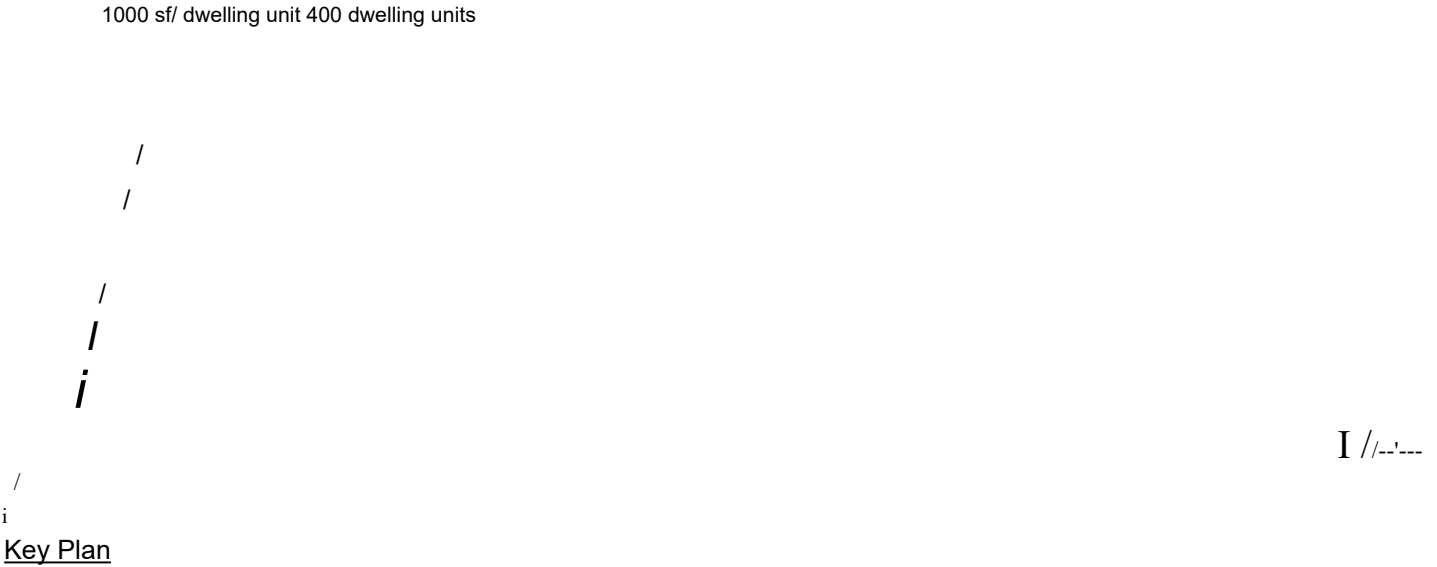 1000 sf/ dwelling unit 400 dwelling units
/
/
/
I
i
I //--'---
/
i
Key Plan